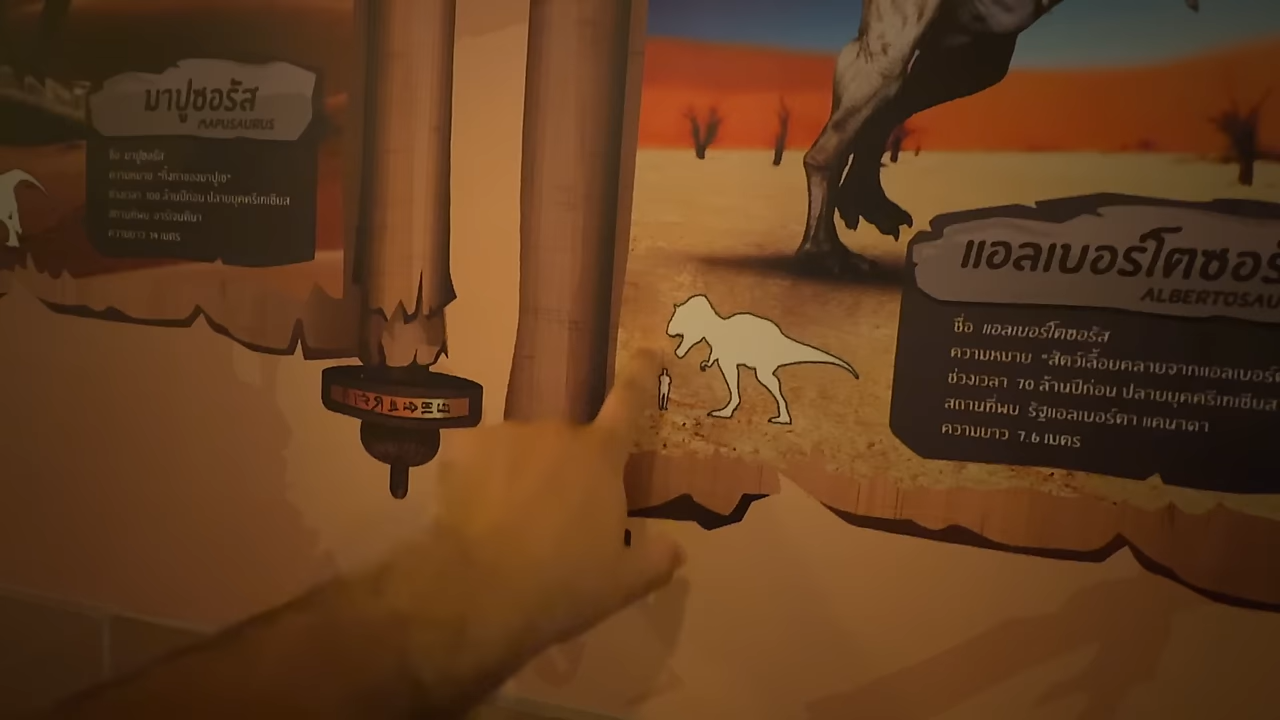 มาปูซอรัส
MAPUSAURUS
ชื่อ มาปูซอรัส
ความหมาย "กิ้งก่าของมาปูเช"
ช่วงเวลา 100 ล้านปีก่อน ปลายยุคครีเทเชียส
สถานที่พบ อาร์เจนตินา
ความยาว 14 เมตร
แอลเบอร์โตซอรั
ALBERTOSAU
ชื่อ แอลเบอร์โตซอรัส
ความหมาย "สัตว์เลื้อยคลายจากแอลเบอร์
ช่วงเวลา 70 ล้านปีก่อน ปลายยุคครีเทเชียส
สถานที่พบ รัฐแอลเบอร์ตา แคนาดา
ความยาว 7.6 เมตร